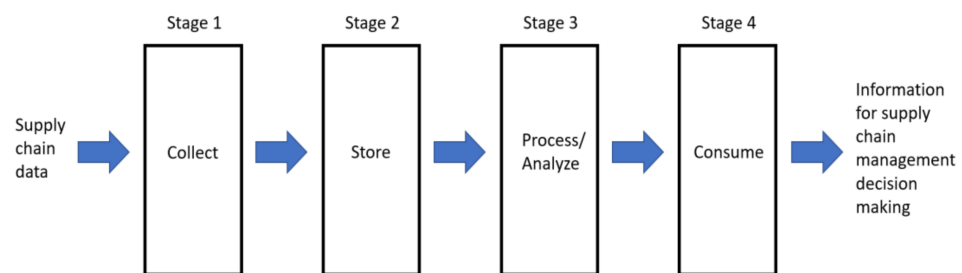 Stage 1
Stage 2
Stage 3
Stage 4
Supply
chain
data
Collect
Store
Process/
Analyze
Consume
Information
for supply
chain
management
decision
making